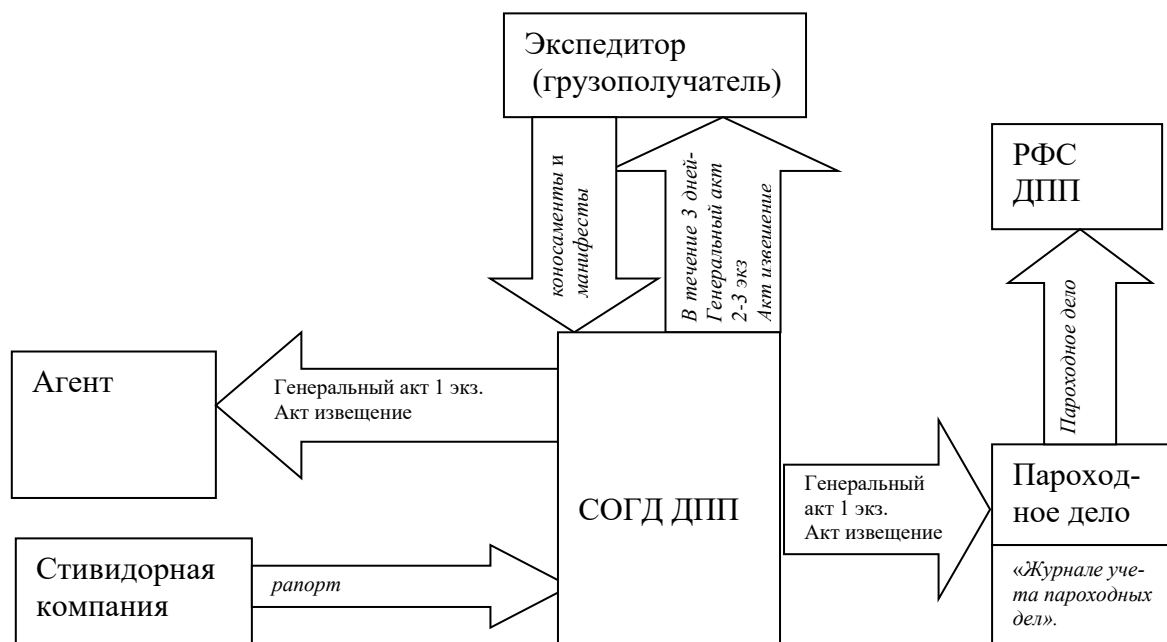 Экспедитор
(грузополучатель)
РФС
ДПП
коносаменты и
манифесты
В течение 3 дней-
Генеральный акт
2-3 экз
Акт извешение
Пароходное дело
Агент
Генеральный акт 1 экз.
Акт извещение
СОГД ДПП
Генеральный
акт 1 экз.
Акт извещение
Пароход-
ное дело
«Журнале уче-
та пароходных
дел».
Стивидорная
компания
рапорт